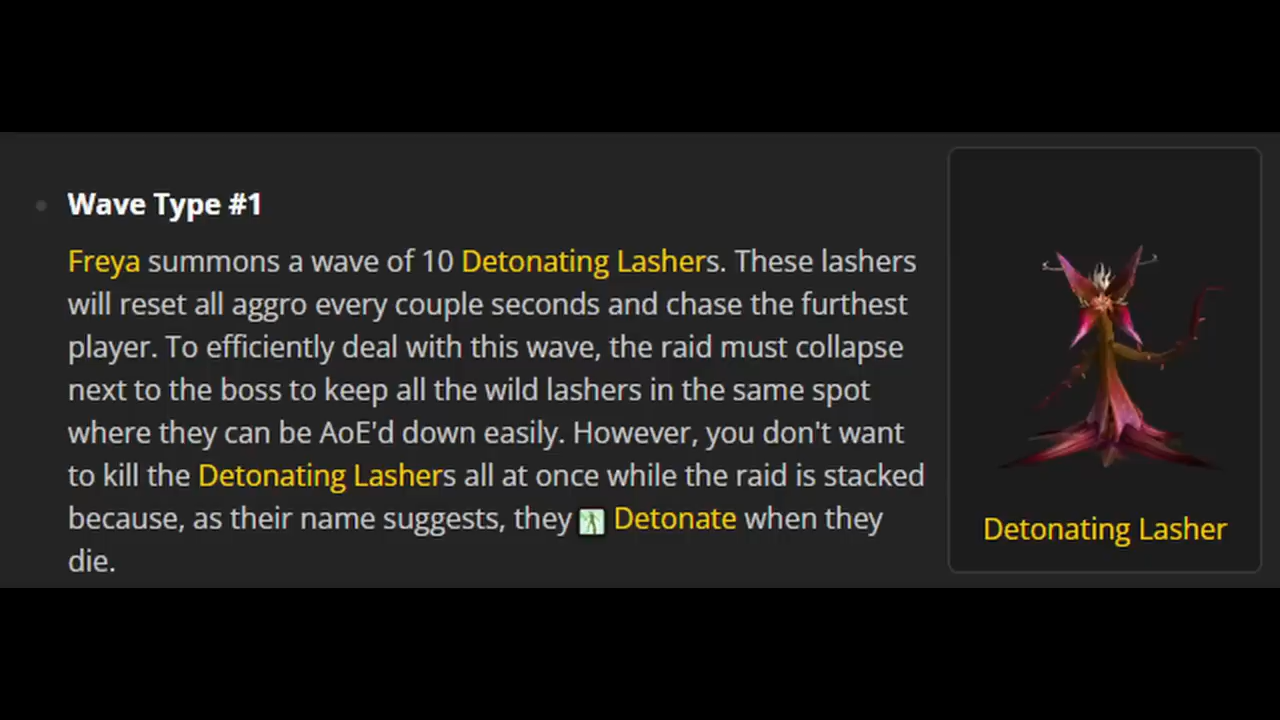 Wave Type #1
Freya summons a wave of 10 Detonating Lashers. These lashers
will reset all aggro every couple seconds and chase the furthest
player. To efficiently deal with this wave, the raid must collapse
next to the boss to keep all the wild lashers in the same spot
where they can be AoE'd down easily. However, you don't want
to kill the Detonating Lashers all at once while the raid is stacked
because, as their name suggests, they Detonate when they
die.
Detonating Lasher